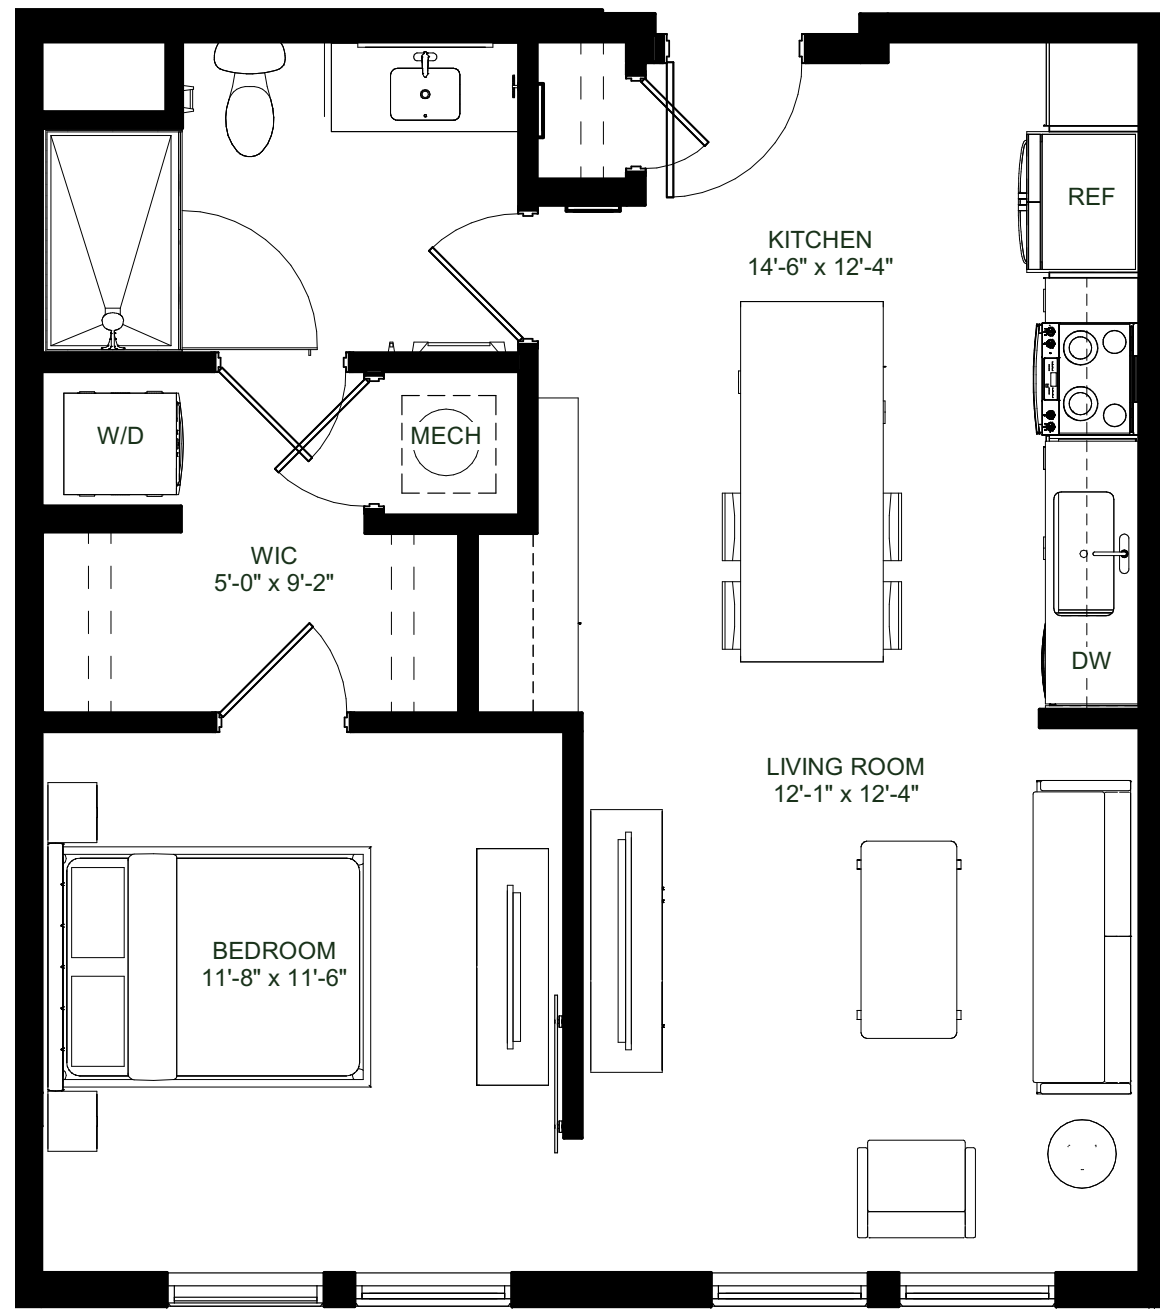 REF
KITCHEN
14'-6" x 12'-4"
W/D
MECH
WIC
5'-0" x 9'-2"
DW
LIVING ROOM
12'-1" x 12'-4"
BEDROOM
11'-8" x 11'-6"